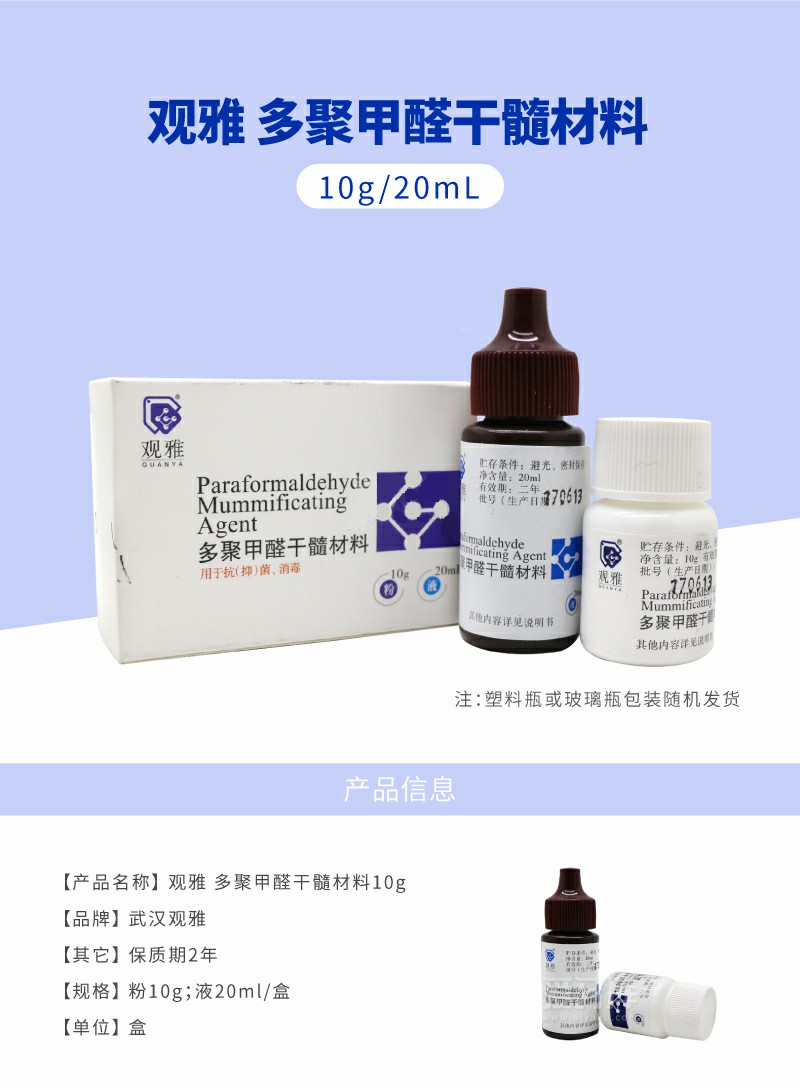 观雅 多聚甲醛干髓材料
10g/20mL
观雅
GUANYA
Paraformaldehyde
Mummificating
Agent
多聚甲醛干髓材料
用于抗(抑)菌、消毒
10g
粉
20ml
液
贮存条件：避光、密封保存
净含量：20ml
有效期：二年
批号（生产日期
170613
Mummificating Agent
多聚甲醛干髓材料
其他内容详见说明书
观雅
GUANYA
贮存条件：避光、
净含量：10g 有效期
批号（生产日期）
170613
Mummificating
多聚甲醛干髓
其他内容详见说明
注:塑料瓶或玻璃瓶包装随机发货
产品信息
【产品名称】观雅 多聚甲醛干髓材料10g
【品牌】武汉观雅
【其它】保质期2年
【规格】粉10g;液20ml/盒
【单位】盒